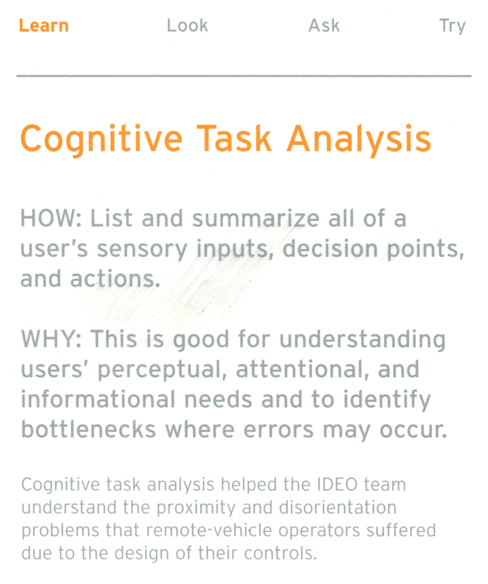 Learn Look Ask Try
Cognitive Task Analysis
HOW: List and summarize all of a
user's sensory inputs, decision points,
and actions.
WHY: This is good for understanding
users' perceptual, attentional, and
informational needs and to identify
bottlenecks where errors may occur.
Cognitive task analysis helped the IDEO team
understand the proximity and disorientation
problems that remote-vehicle operators suffered
due to the design of their controls.